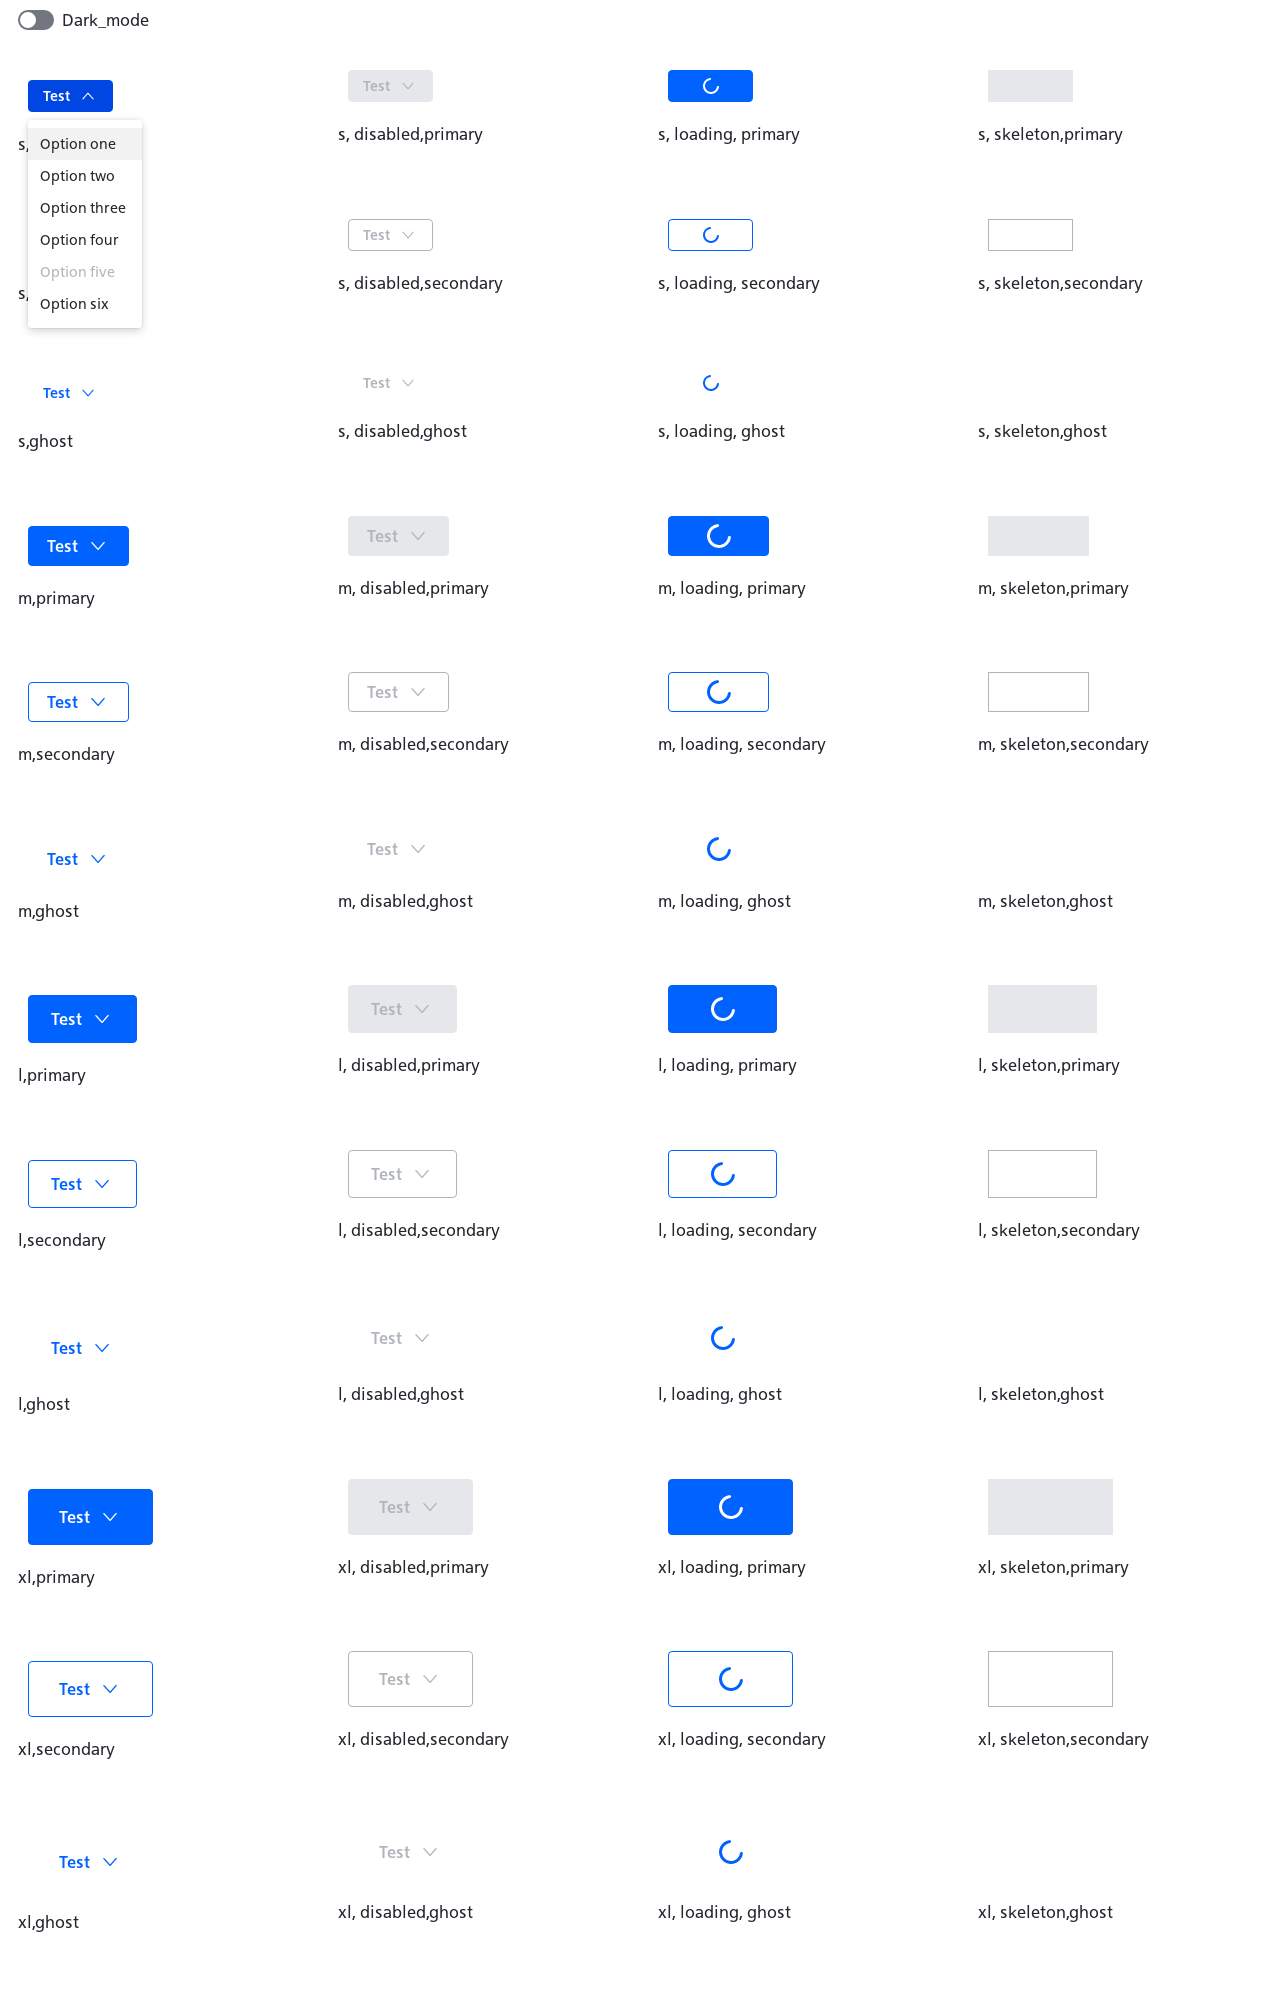 Dark_mode
Test
Test
s,
s, disabled,primary
s, loading, primary
s, skeleton,primary
Option one
Option two
Option three
Option four
Option five
Option six
Test
s,
s, disabled,secondary
s, loading, secondary
s, skeleton,secondary
Test
Test
s,ghost
s, disabled,ghost
s, loading, ghost
s, skeleton,ghost
Test
Test
m,primary
m, disabled,primary
m, loading, primary
m, skeleton,primary
Test
Test
m,secondary
m, disabled,secondary
m, loading, secondary
m, skeleton,secondary
Test
Test
m,ghost
m, disabled,ghost
m, loading, ghost
m, skeleton,ghost
Test
Test
l,primary
l, disabled,primary
l, loading, primary
l, skeleton,primary
Test
Test
l,secondary
l, disabled,secondary
l, loading, secondary
l, skeleton,secondary
Test
Test
l,ghost
l, disabled,ghost
l, loading, ghost
l, skeleton,ghost
Test
Test
xl,primary
xl, disabled,primary
xl, loading, primary
xl, skeleton,primary
Test
Test
xl,secondary
xl, disabled,secondary
xl, loading, secondary
xl, skeleton,secondary
Test
Test
xl,ghost
xl, disabled,ghost
xl, loading, ghost
xl, skeleton,ghost